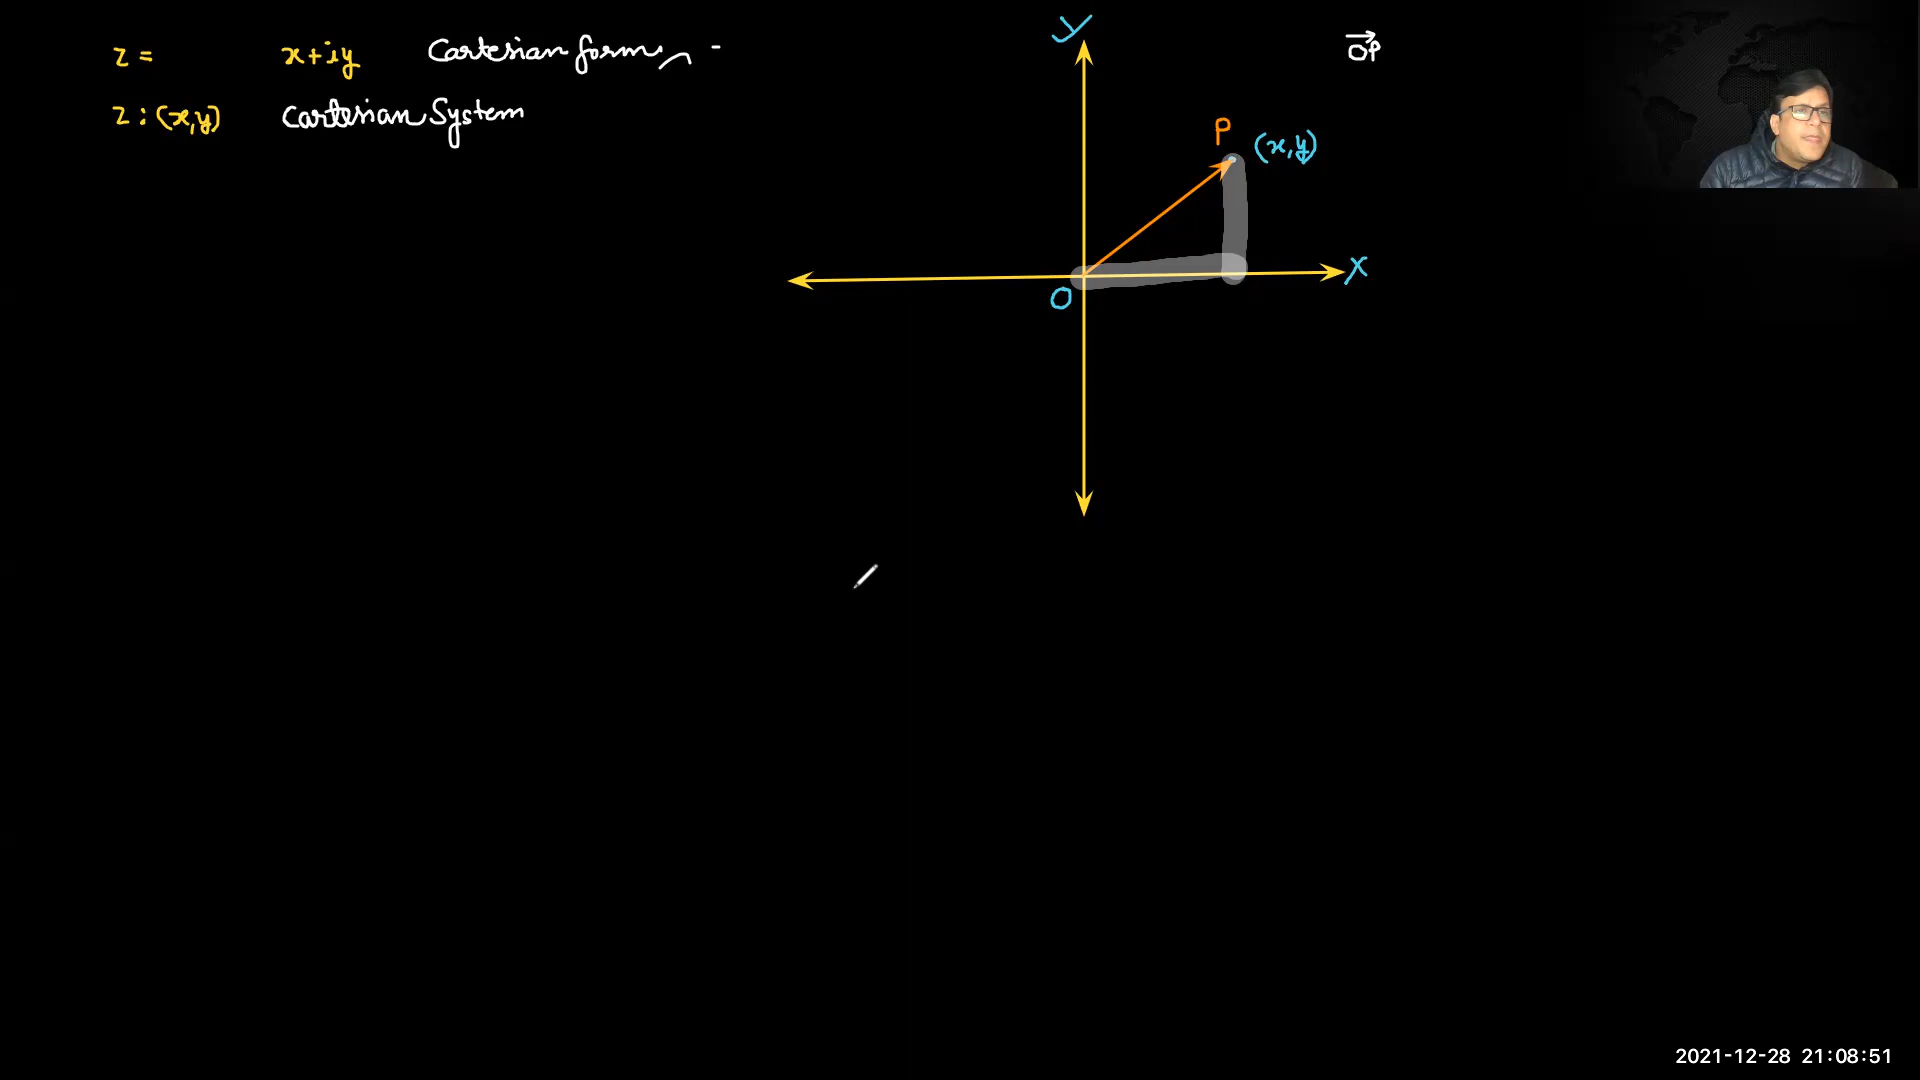 z =   x+iy   Cartesian form, -
z : (x,y)   Cartesian System
y
OP
P
(x,y)
X
O
2021-12-28 21:08:51